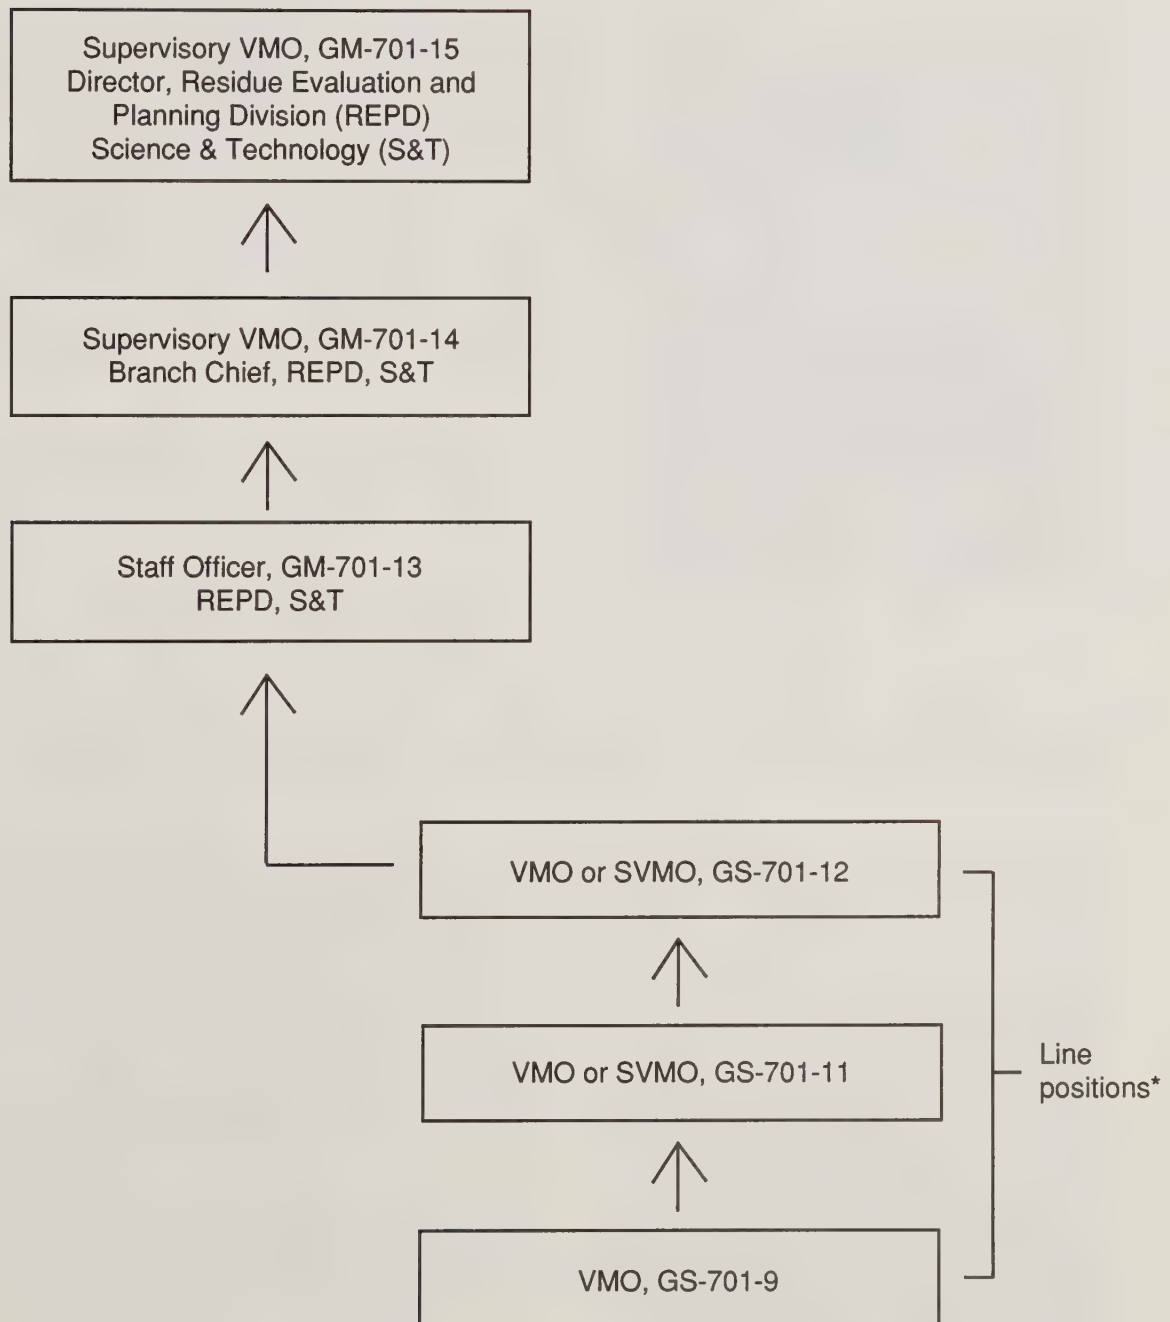 Supervisory VMO, GM-701-15
Director, Residue Evaluation and
Planning Division (REPD)
Science & Technology (S&T)
Supervisory VMO, GM-701-14
Branch Chief, REPD, S&T
Staff Officer, GM-701-13
REPD, S&T
VMO or SVMO, GS-701-12
VMO or SVMO, GS-701-11
Line
positions*
VMO, GS-701-9